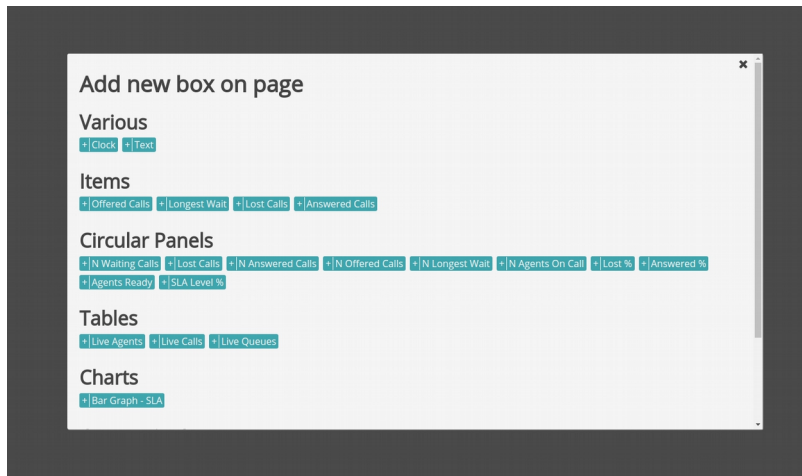 Add new box on page
Various
+ Clock + Text
Items
+ Offered Calls + Longest Wait + Lost Calls + Answered Calls
Circular Panels
+ N Waiting Calls + Lost Calls + N Answered Calls + N Offered Calls + N Longest Wait + N Agents On Call + Lost % + Answered %
+ Agents Ready + SLA Level %
Tables
+ Live Agents + Live Calls + Live Queues
Charts
+ Bar Graph - SLA